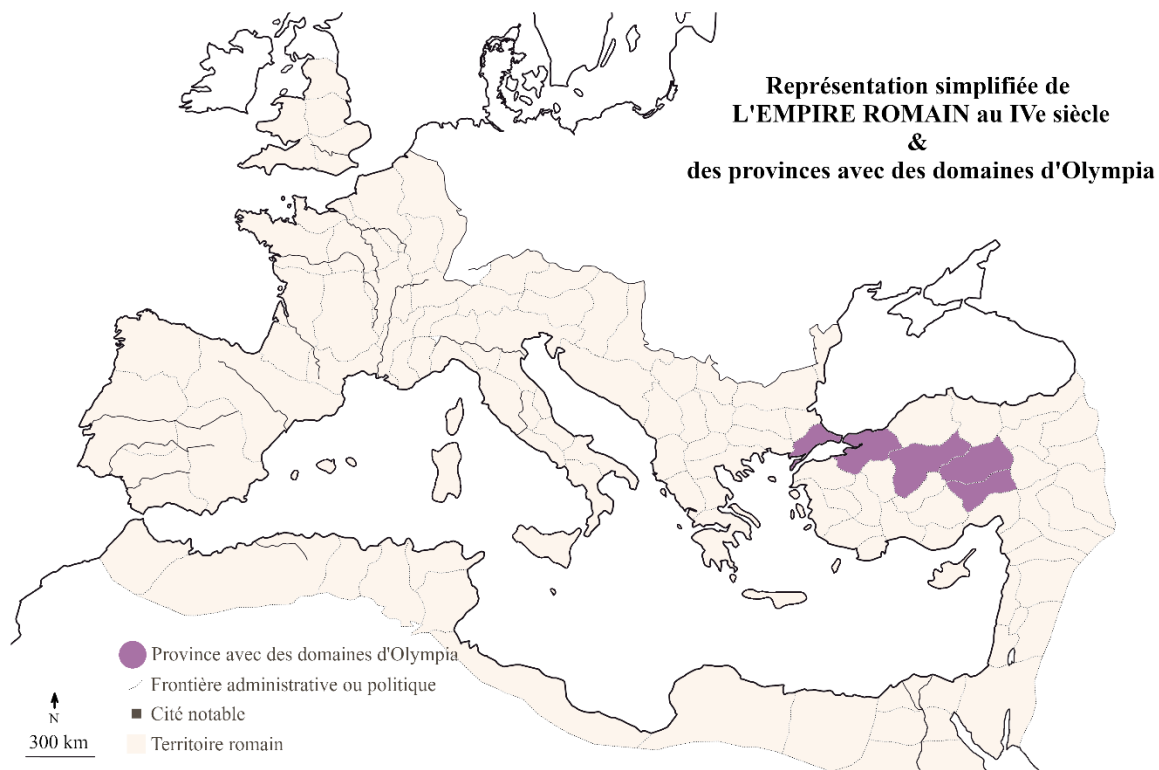 Représentation simplifiée de
L'EMPIRE ROMAIN au IVe siècle
&
des provinces avec des domaines d'Olympia
Province avec des domaines d'Olympia
Frontière administrative ou politique
Cité notable
Territoire romain
N
300 km